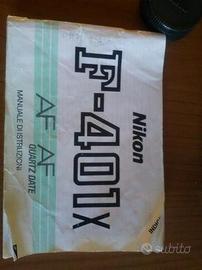 Nikon
F-401x
AF AF
QUARTZ DATE
MANUALE DI ISTRUZIONI
subito